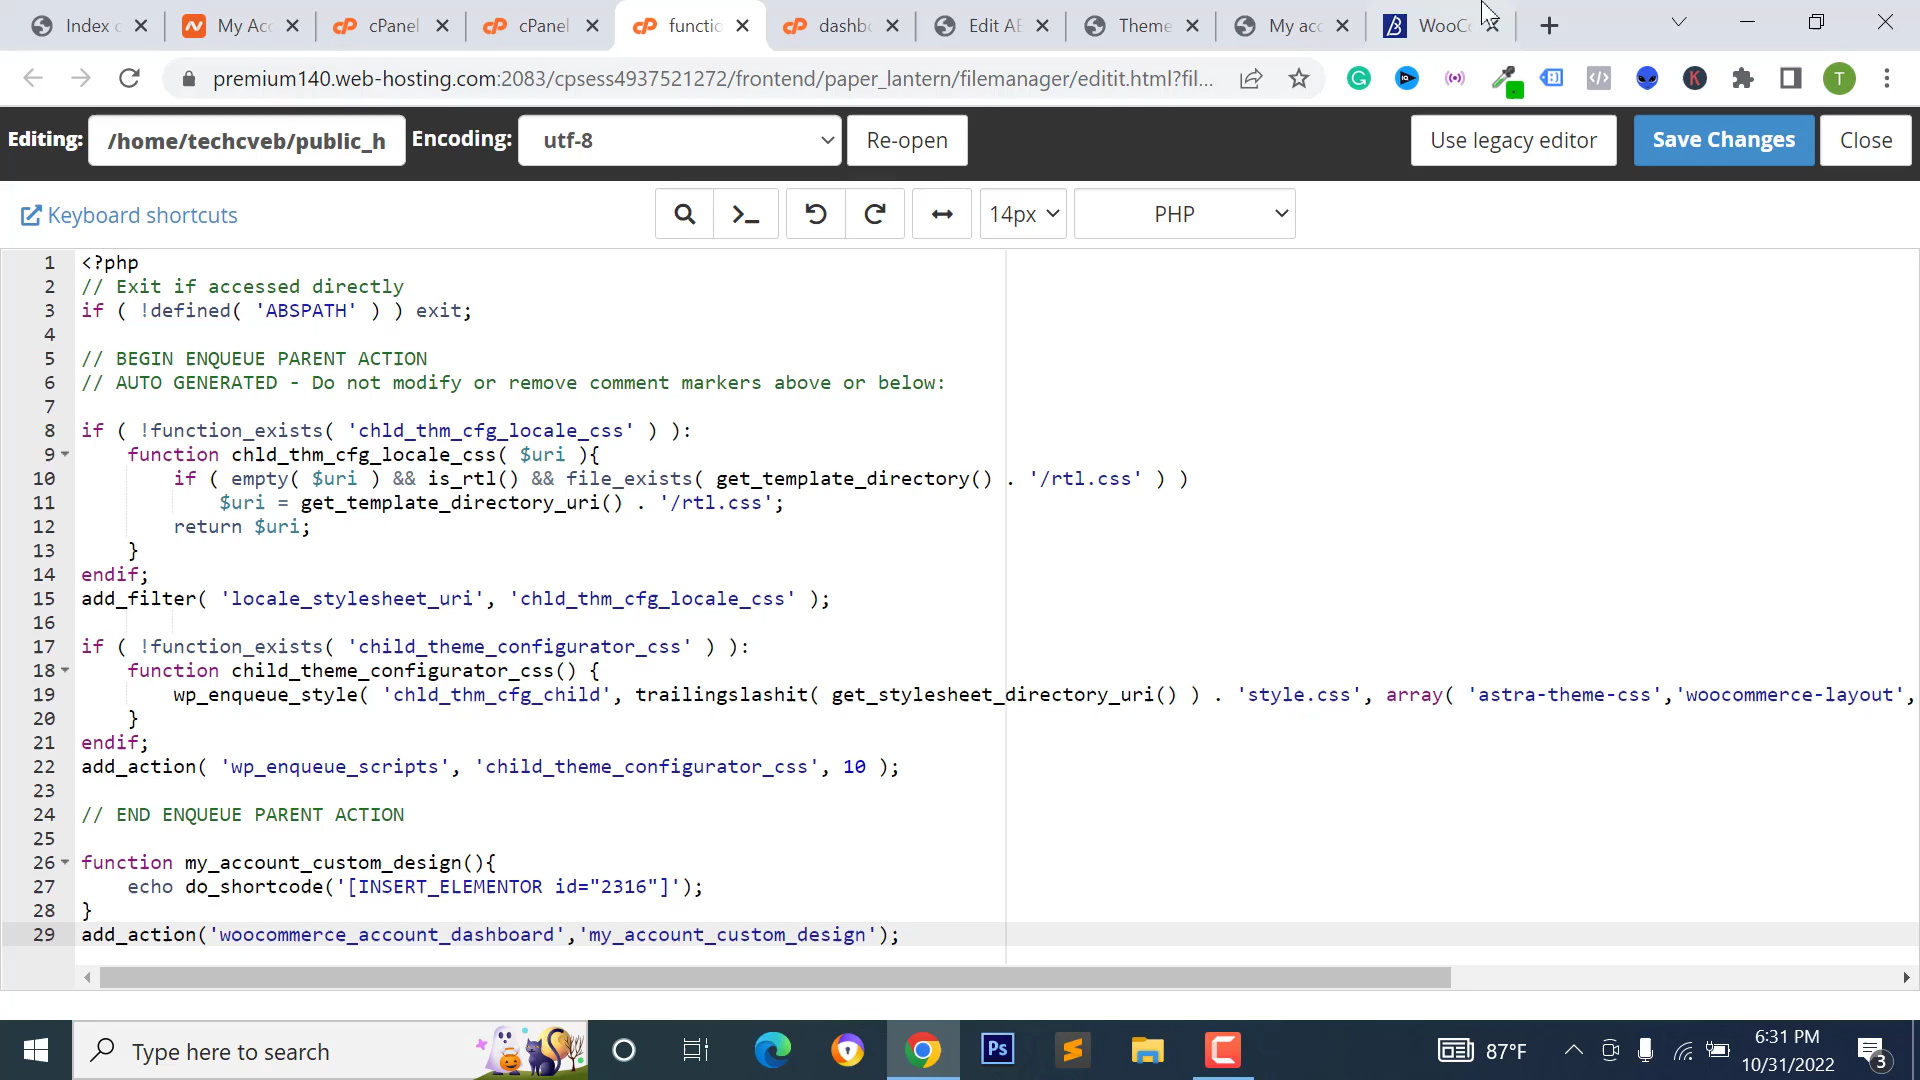 Index c
My Acc
cPanel
cPanel
functio
dashbo
Edit AE
Theme
My acc
WooCo
premium140.web-hosting.com:2083/cpsess4937521272/frontend/paper_lantern/filemanager/editit.html?fil...
T
Editing: /home/techcveb/public_h Encoding: utf-8 Re-open Use legacy editor Save Changes Close
Keyboard shortcuts 14px PHP
1 <?php
2 // Exit if accessed directly
3 if ( !defined( 'ABSPATH' ) ) exit;
4
5 // BEGIN ENQUEUE PARENT ACTION
6 // AUTO GENERATED - Do not modify or remove comment markers above or below:
7
8 if ( !function_exists( 'chld_thm_cfg_locale_css' ) ):
9 function chld_thm_cfg_locale_css( $uri ){
10 if ( empty( $uri ) && is_rtl() && file_exists( get_template_directory() . '/rtl.css' ) )
11 $uri = get_template_directory_uri() . '/rtl.css';
12 return $uri;
13 }
14 endif;
15 add_filter( 'locale_stylesheet_uri', 'chld_thm_cfg_locale_css' );
16
17 if ( !function_exists( 'child_theme_configurator_css' ) ):
18 function child_theme_configurator_css() {
19 wp_enqueue_style( 'chld_thm_cfg_child', trailingslashit( get_stylesheet_directory_uri() ) . 'style.css', array( 'astra-theme-css','woocommerce-layout',
20 }
21 endif;
22 add_action( 'wp_enqueue_scripts', 'child_theme_configurator_css', 10 );
23
24 // END ENQUEUE PARENT ACTION
25
26 function my_account_custom_design(){
27 echo do_shortcode('[INSERT_ELEMENTOR id="2316"]');
28 }
29 add_action('woocommerce_account_dashboard','my_account_custom_design');
Type here to search
Ps
87°F
6:31 PM
10/31/2022
3